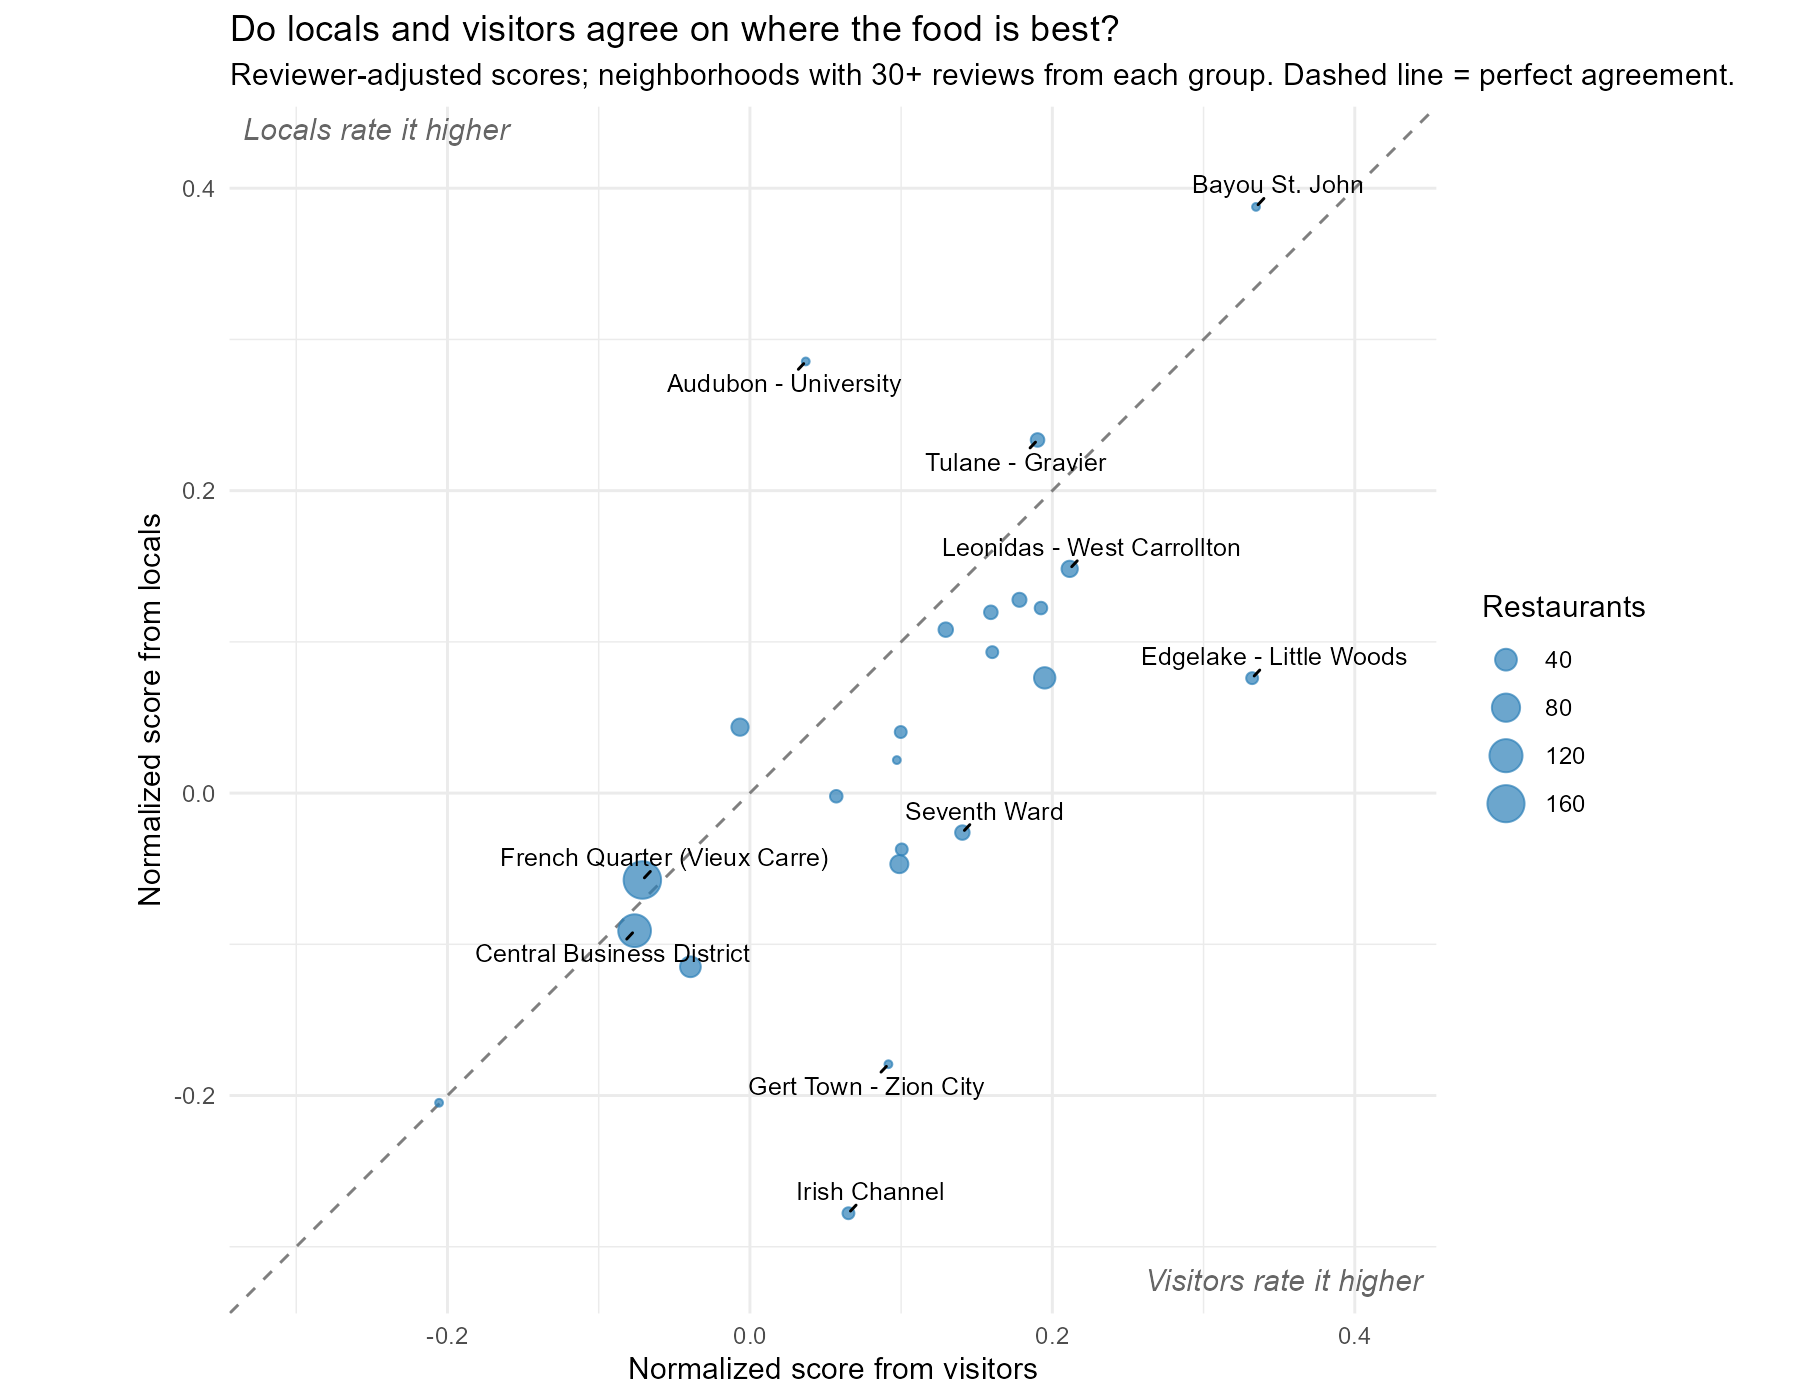 Do locals and visitors agree on where the food is best?
Reviewer-adjusted scores; neighborhoods with 30+ reviews from each group. Dashed line = perfect agreement.
Locals rate it higher
Bayou St. John
Audubon - University
Tulane - Gravier
Leonidas - West Carrollton
Edgelake - Little Woods
Seventh Ward
French Quarter (Vieux Carre)
Central Business District
Gert Town - Zion City
Irish Channel
Visitors rate it higher
0.4
0.2
0.0
-0.2
Normalized score from locals
-0.2
0.0
0.2
0.4
Normalized score from visitors
Restaurants
40
80
120
160